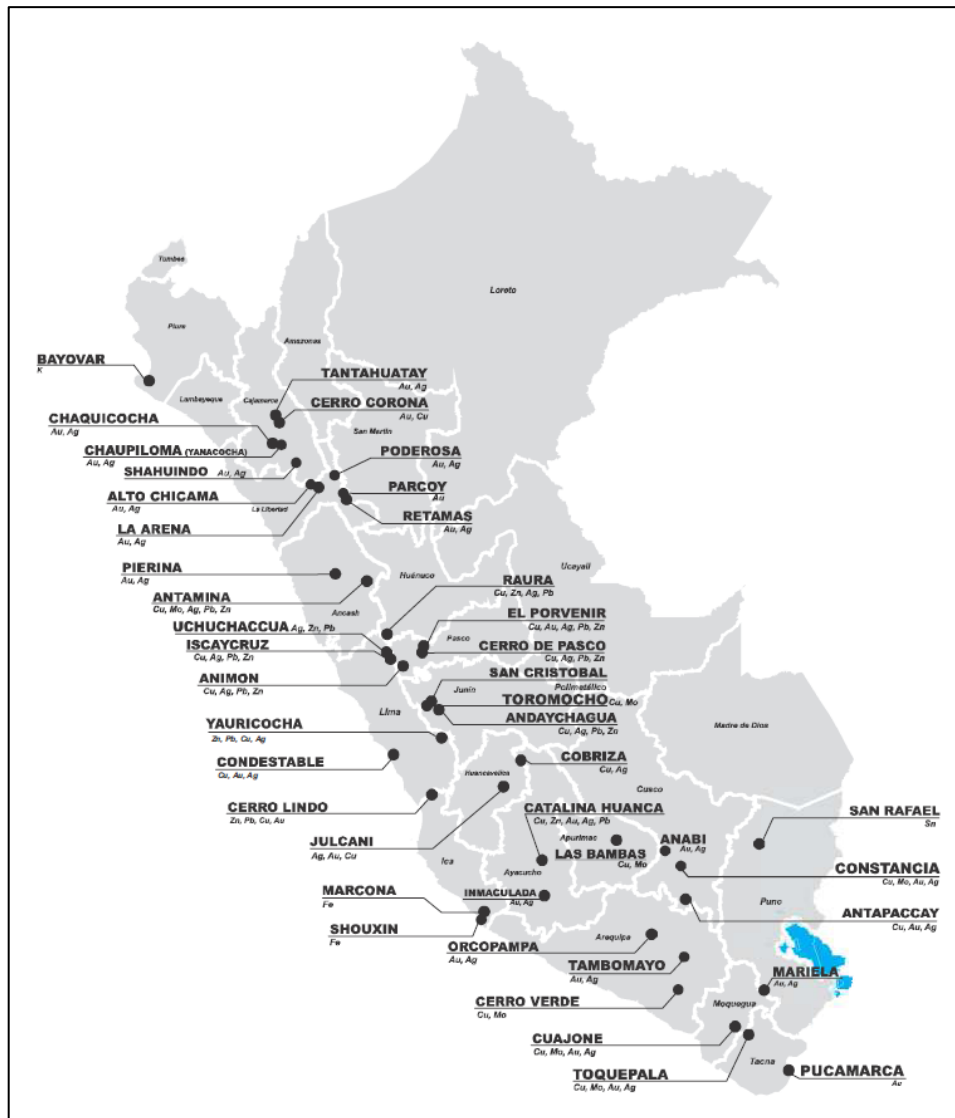 Tumbes
Loreto
Piura
Amazonas
BAYOVAR
K
TANTAHUATAY
Au, Ag
Lambayeque
Cajamarca
CERRO CORONA
Au, Cu
CHAQUICOCHA
Au, Ag
San Martín
CHAUPILOMA (YANACOCHA)
Au, Ag
PODEROSA
Au, Ag
SHAHUINDO Au, Ag
PARCOY
Au
ALTO CHICAMA
Au, Ag
La Libertad
RETAMAS
Au, Ag
LA ARENA
Au, Ag
PIERINA
Au, Ag
Huánuco
Ucayali
RAURA
Cu, Zn, Ag, Pb
ANTAMINA
Cu, Mo, Ag, Pb, Zn
Ancash
EL PORVENIR
Cu, Au, Ag, Pb, Zn
UCHUCHACCUA Ag, Zn, Pb
Pasco
ISCAYCRUZ
Cu, Ag, Pb, Zn
CERRO DE PASCO
Cu, Ag, Pb, Zn
ANIMON
Cu, Ag, Pb, Zn
SAN CRISTOBAL
Junín
Polimetálico
TOROMOCHO Cu, Mo
Lima
ANDAYCHAGUA
Cu, Ag, Pb, Zn
Madre de Dios
YAURICOCHA
Zn, Pb, Cu, Ag
CONDESTABLE
Cu, Au, Ag
COBRIZA
Cu, Ag
Huancavelica
Cusco
CERRO LINDO
Zn, Pb, Cu, Au
CATALINA HUANCA
Cu, Zn, Au, Ag, Pb
SAN RAFAEL
Sn
JULCANI
Ag, Au, Cu
Apurimac
ANABI
Au, Ag
LAS BAMBAS
Cu, Mo
Ica
Ayacucho
CONSTANCIA
Cu, Mo, Au, Ag
MARCONA
Fe
INMACULADA
Au, Ag
Puno
ANTAPACCAY
Cu, Au, Ag
SHOUXIN
Fe
ORCOPAMPA
Au, Ag
Arequipa
TAMBOMAYO
Au, Ag
MARIELA
Au, Ag
CERRO VERDE
Cu, Mo
Moquegua
CUAJONE
Cu, Mo, Au, Ag
TOQUEPALA
Cu, Mo, Au, Ag
Tacna
PUCAMARCA
Au